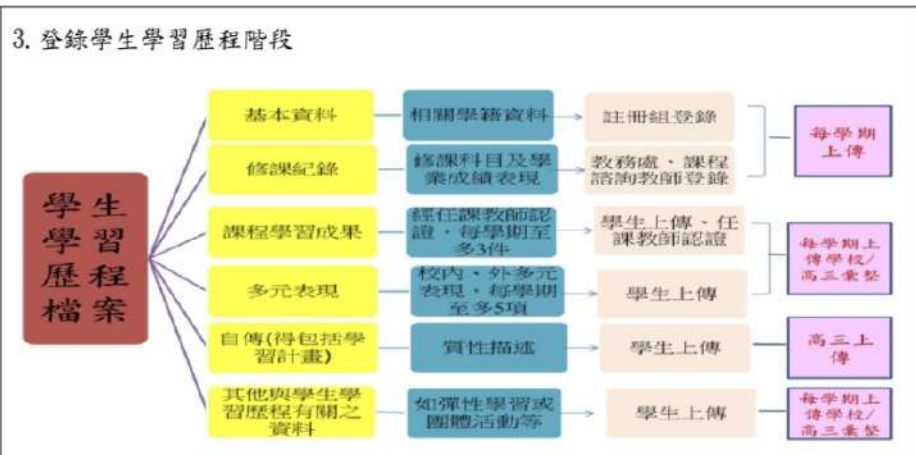 3. 登錄學生學習歷程階段
學生
學習
歷程
檔案
基本資料
相關學籍資料
註冊組登錄
每學期
上傳
修課紀錄
修課科目及學
業成績表現
教務處、課程
諮詢教師登錄
課程學習成果
經任課教師認
證，每學期至
多3件
學生上傳、任
課教師認證
每學期上
傳學校/
高三彙整
多元表現
校內、外多元
表現，每學期
至多5項
學生上傳
自傳(得包括學
習計畫)
質性描述
學生上傳
高三上
傳
其他與學生學
習歷程有關之
資料
如彈性學習或
團體活動等
學生上傳
每學期上
傳學校/
高三彙整